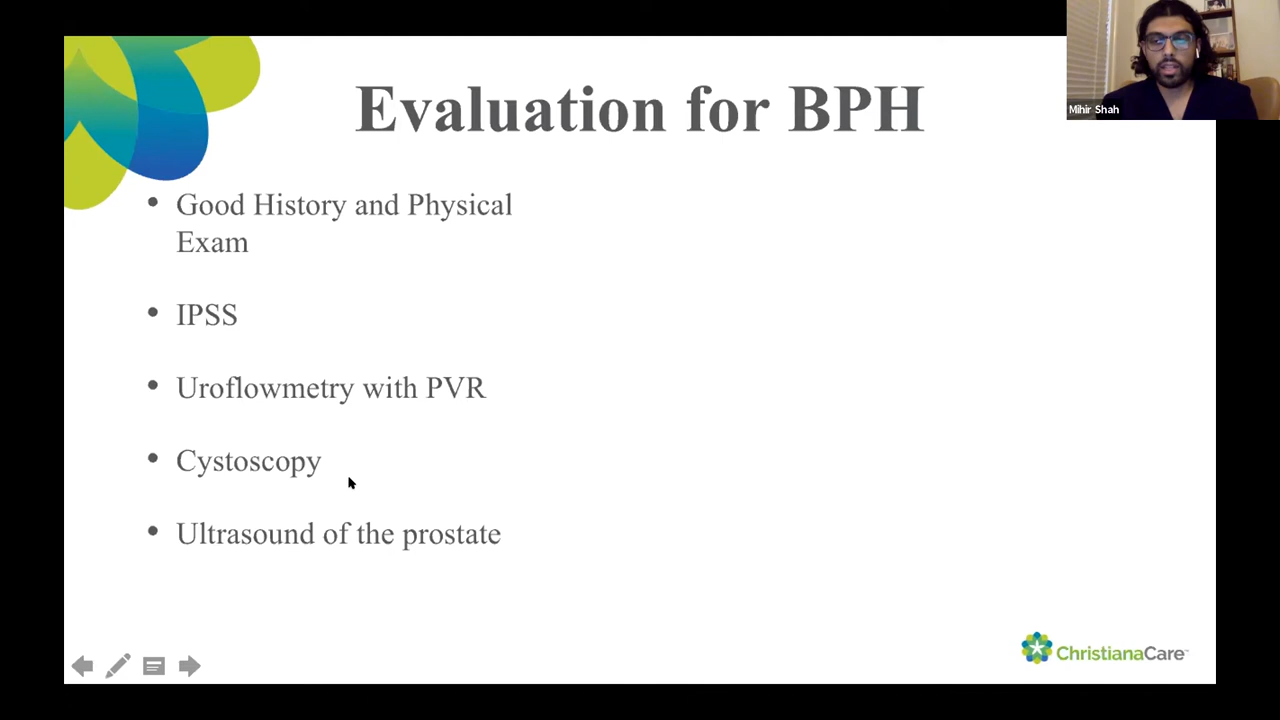 Evaluation for BPH
Mihir Shah
• Good History and Physical
Exam
• IPSS
• Uroflowmetry with PVR
• Cystoscopy
• Ultrasound of the prostate
ChristianaCare™